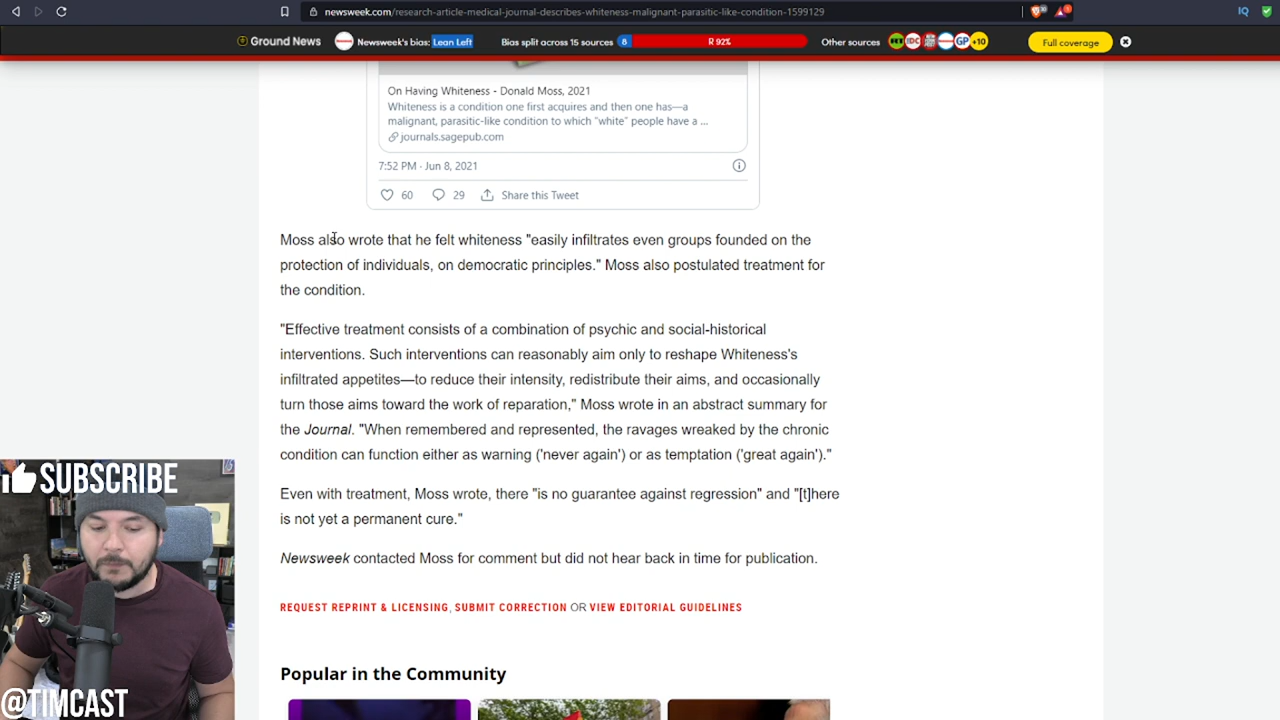 newsweek.com/research-article-medical-journal-describes-whiteness-malignant-parasitic-like-condition-1599129
IQ
Ground News
Newsweek's bias: Lean Left
Bias split across 15 sources
8
R 92%
Other sources
+10
Full coverage
On Having Whiteness - Donald Moss, 2021
Whiteness is a condition one first acquires and then one has—a
malignant, parasitic-like condition to which "white" people have a ...
journals.sagepub.com
7:52 PM · Jun 8, 2021
60
29
Share this Tweet
Moss also wrote that he felt whiteness "easily infiltrates even groups founded on the
protection of individuals, on democratic principles." Moss also postulated treatment for
the condition.
"Effective treatment consists of a combination of psychic and social-historical
interventions. Such interventions can reasonably aim only to reshape Whiteness's
infiltrated appetites—to reduce their intensity, redistribute their aims, and occasionally
turn those aims toward the work of reparation," Moss wrote in an abstract summary for
the Journal. "When remembered and represented, the ravages wreaked by the chronic
condition can function either as warning ('never again') or as temptation ('great again')."
Even with treatment, Moss wrote, there "is no guarantee against regression" and "[t]here
is not yet a permanent cure."
Newsweek contacted Moss for comment but did not hear back in time for publication.
REQUEST REPRINT & LICENSING, SUBMIT CORRECTION OR VIEW EDITORIAL GUIDELINES
Popular in the Community
SUBSCRIBE
@TIMCAST